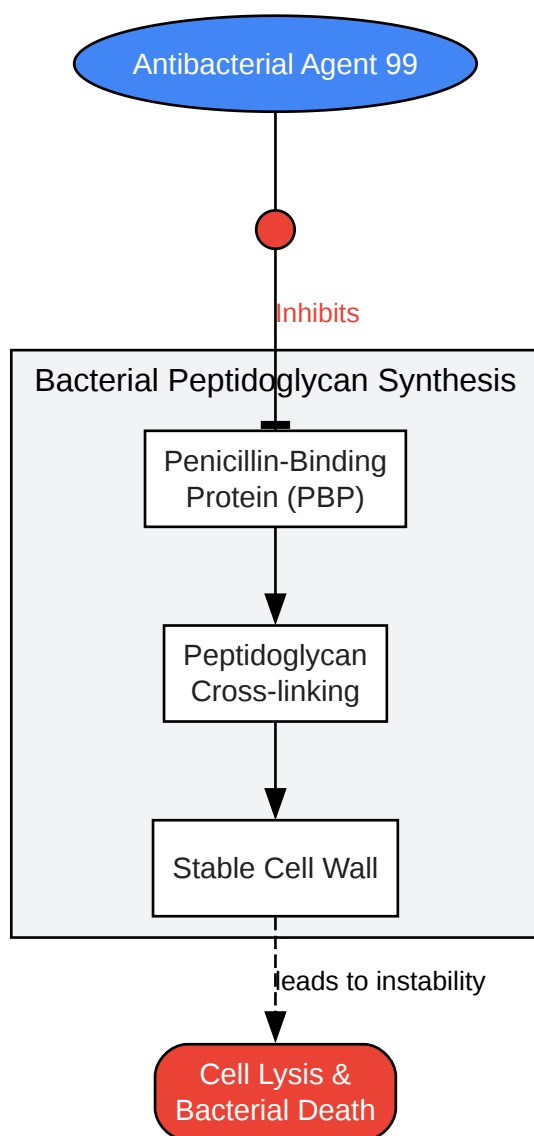 Antibacterial Agent 99
Inhibits
Bacterial Peptidoglycan Synthesis
Penicillin-Binding
Protein (PBP)
Peptidoglycan
Cross-linking
Stable Cell Wall
leads to instability
Cell Lysis &
Bacterial Death